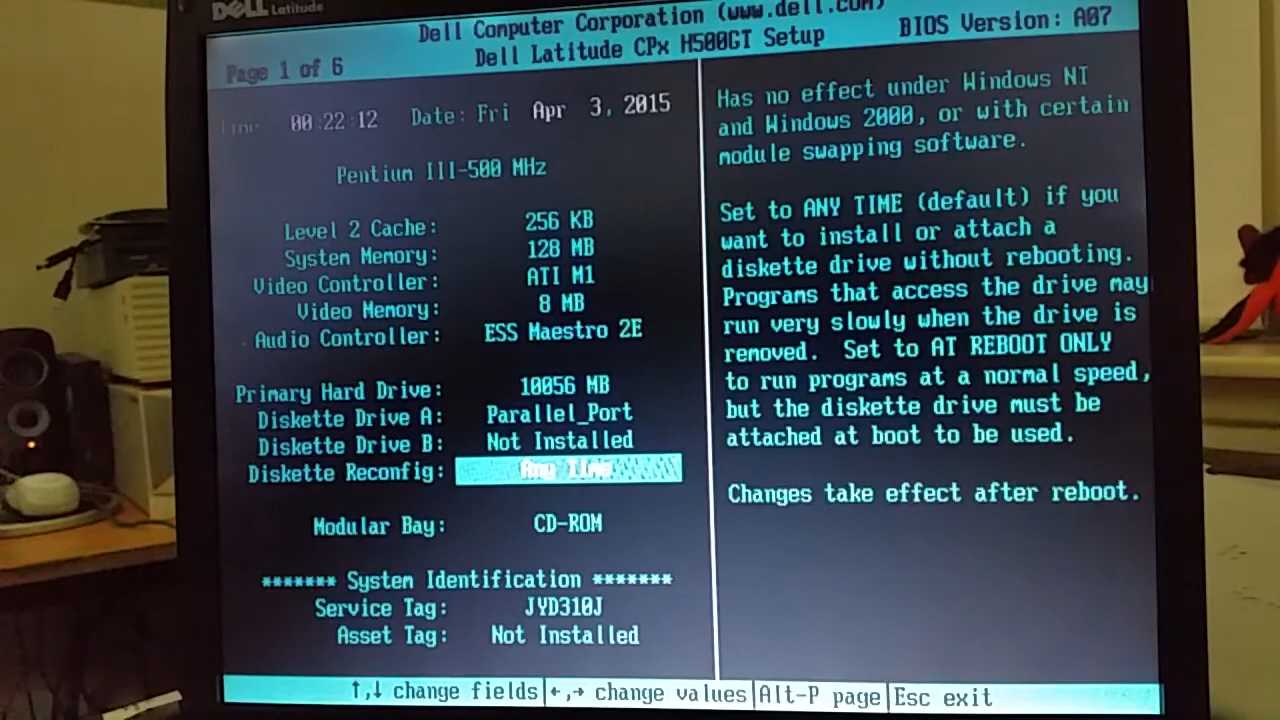 DELL Latitude
Dell Computer Corporation (www.dell.com)
Dell Latitude CPx H500GT Setup
BIOS Version: A07
Page 1 of 6
Time: 00:22:12 Date: Fri Apr 3, 2015
Pentium III-500 MHz
Level 2 Cache: 256 KB
System Memory: 128 MB
Video Controller: ATI M1
Video Memory: 8 MB
Audio Controller: ESS Maestro 2E
Primary Hard Drive: 10056 MB
Diskette Drive A: Parallel_Port
Diskette Drive B: Not Installed
Diskette Reconfig: Any Time
Modular Bay: CD-ROM
******* System Identification *******
Service Tag: JYD310J
Asset Tag: Not Installed
Has no effect under Windows NT
and Windows 2000, or with certain
module swapping software.
Set to ANY TIME (default) if you
want to install or attach a
diskette drive without rebooting.
Programs that access the drive may
run very slowly when the drive is
removed. Set to AT REBOOT ONLY
to run programs at a normal speed,
but the diskette drive must be
attached at boot to be used.
Changes take effect after reboot.
↑,↓ change fields|←,→ change values|Alt-P page|Esc exit